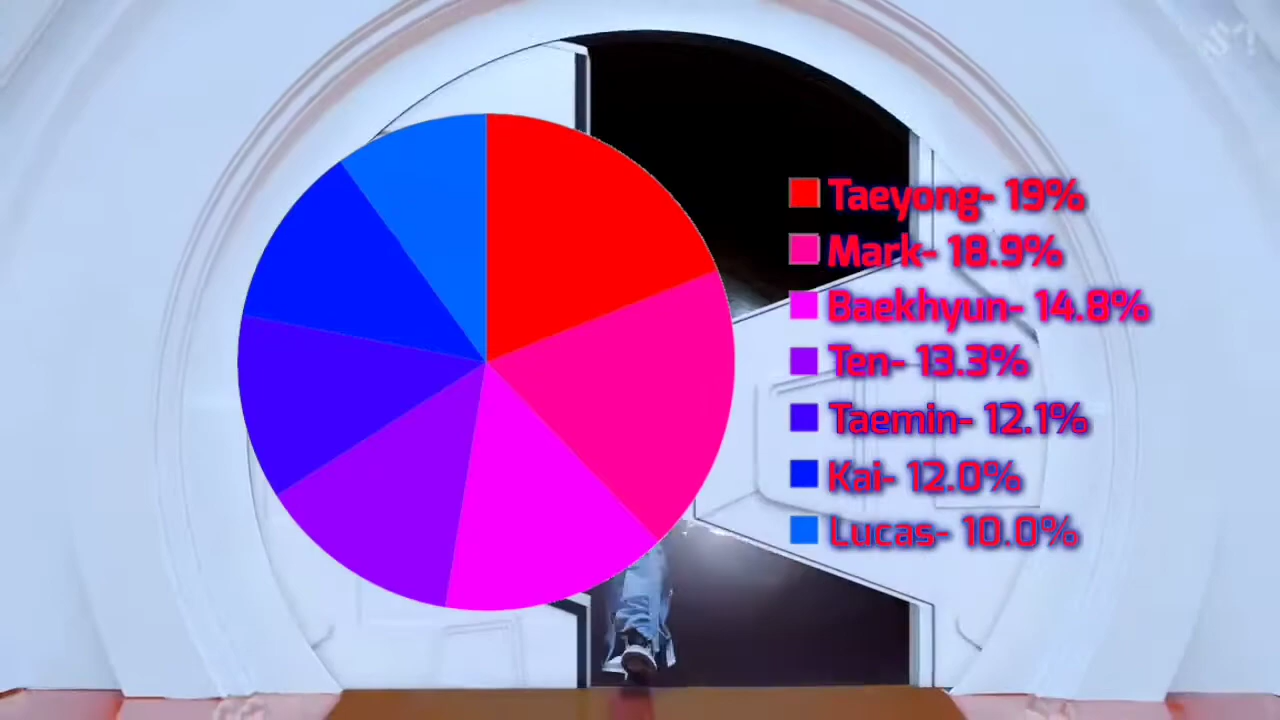 Taeyong- 19%
Mark- 18.9%
Baekhyun- 14.8%
Ten- 13.3%
Taemin- 12.1%
Kai- 12.0%
Lucas- 10.0%